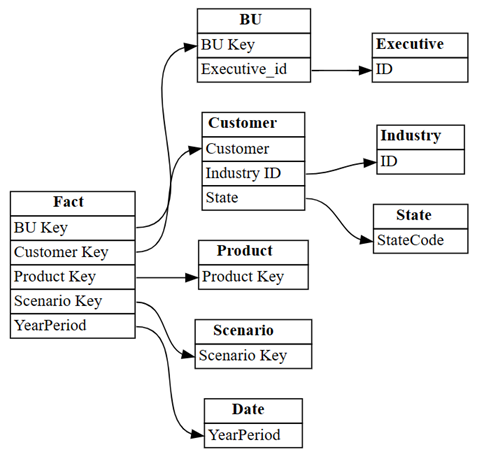 BU
BU Key
Executive_id
Executive
ID
Customer
Customer
Industry ID
State
Industry
ID
State
StateCode
Fact
BU Key
Customer Key
Product Key
Scenario Key
YearPeriod
Product
Product Key
Scenario
Scenario Key
Date
YearPeriod